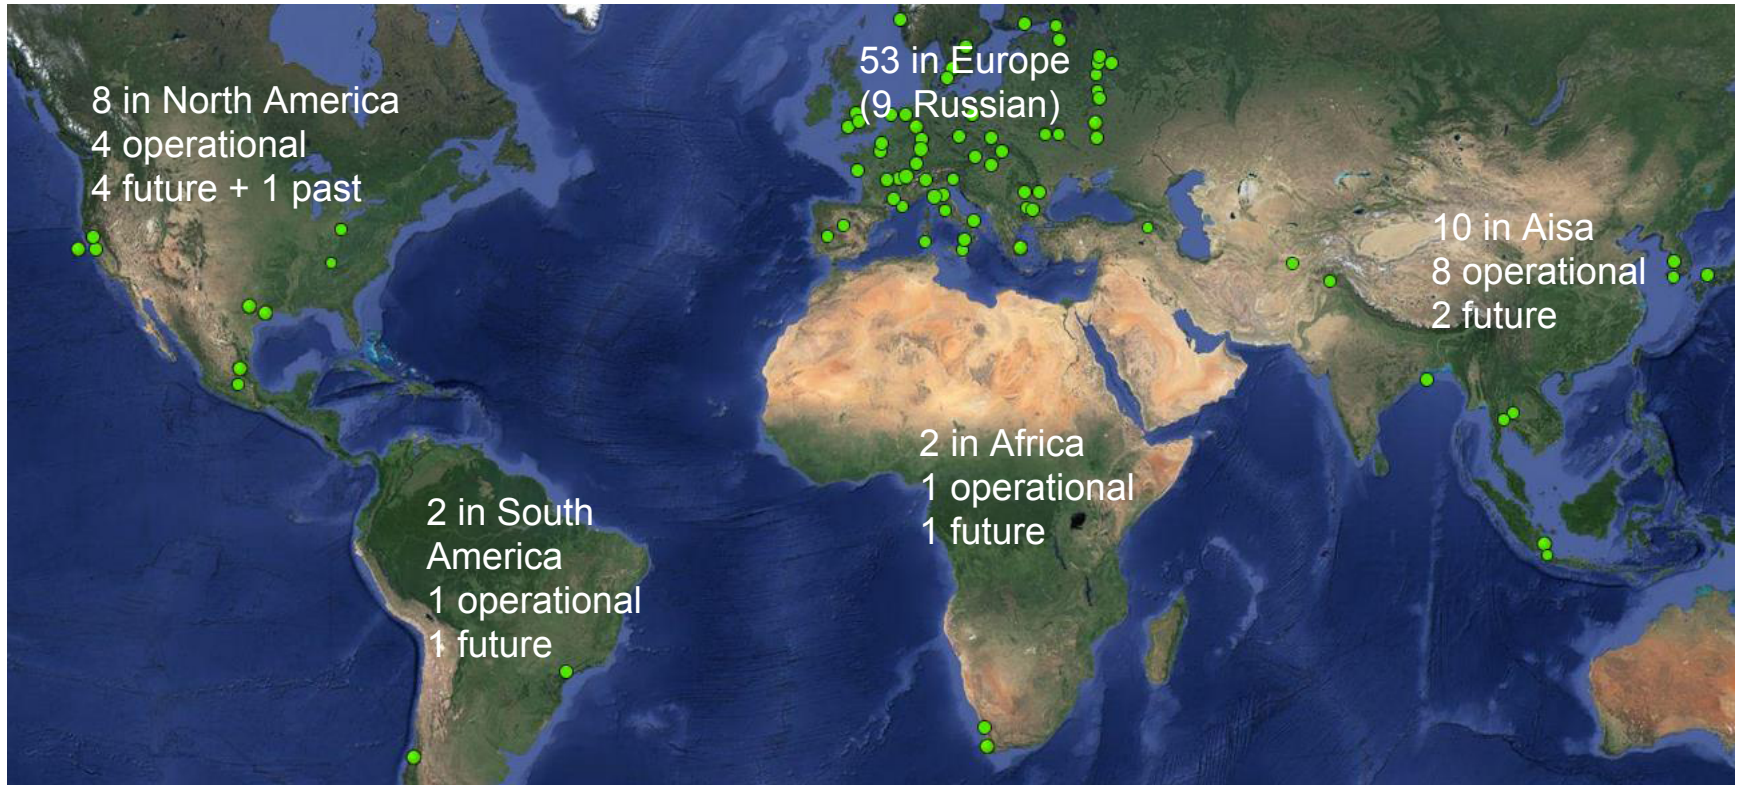 8 in North America
4 operational
4 future + 1 past
53 in Europe
(9 Russian)
10 in Aisa
8 operational
2 future
2 in Africa
1 operational
1 future
2 in South
America
1 operational
1 future